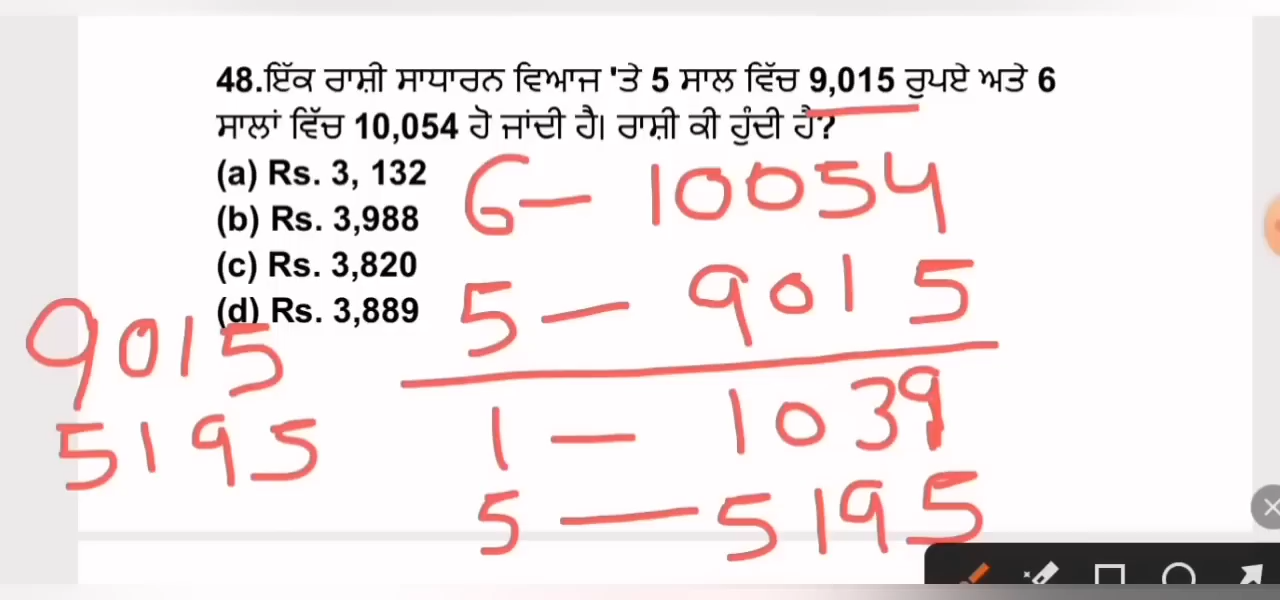 48.ਇੱਕ ਰਾਸ਼ੀ ਸਾਧਾਰਨ ਵਿਆਜ 'ਤੇ 5 ਸਾਲ ਵਿੱਚ 9,015 ਰੁਪਏ ਅਤੇ 6
ਸਾਲਾਂ ਵਿੱਚ 10,054 ਹੋ ਜਾਂਦੀ ਹੈ। ਰਾਸ਼ੀ ਕੀ ਹੁੰਦੀ ਹੈ?
(a) Rs. 3, 132
(b) Rs. 3,988
(c) Rs. 3,820
(d) Rs. 3,889
6 — 10054
5 — 9015
1 — 1039
5 — 5195
9015
5195